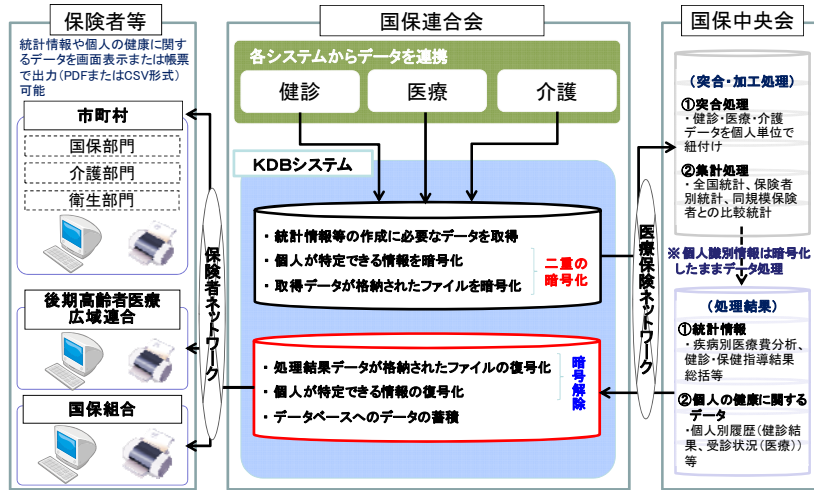 保険者等
統計情報や個人の健康に関す
るデータを画面表示または帳票
で出力（PDFまたはCSV形式）
可能
市町村
国保部門
介護部門
衛生部門
後期高齢者医療
広域連合
国保組合
保険者ネットワーク
国保連合会
各システムからデータを連携
健診
医療
介護
KDBシステム
・統計情報等の作成に必要なデータを取得
・個人が特定できる情報を暗号化
・取得データが格納されたファイルを暗号化
二重の
暗号化
・処理結果データが格納されたファイルの復号化
・個人が特定できる情報の復号化
・データベースへのデータの蓄積
暗号解除
医療保険ネットワーク
国保中央会
（突合・加工処理）
①突合処理
・健診・医療・介護
データを個人単位で
紐付け
②集計処理
・全国統計、保険者
別統計、同規模保険
者との比較統計
※個人識別情報は暗号化
したままデータ処理
（処理結果）
①統計情報
・疾病別医療費分析、
健診・保健指導結果
総括等
②個人の健康に関する
データ
・個人別履歴（健診結
果、受診状況（医療））
等